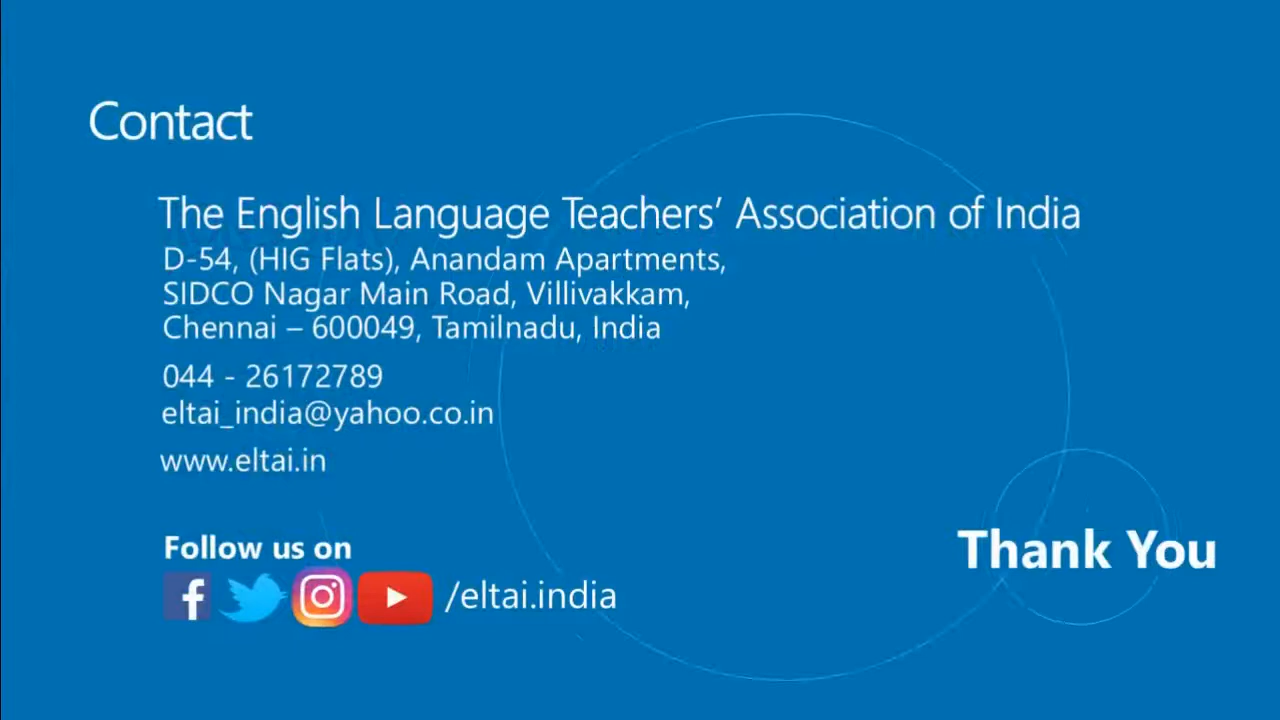 Contact
The English Language Teachers’ Association of India
D-54, (HIG Flats), Anandam Apartments,
SIDCO Nagar Main Road, Villivakkam,
Chennai – 600049, Tamilnadu, India
044 - 26172789
eltai_india@yahoo.co.in
www.eltai.in
Follow us on
/eltai.india
Thank You